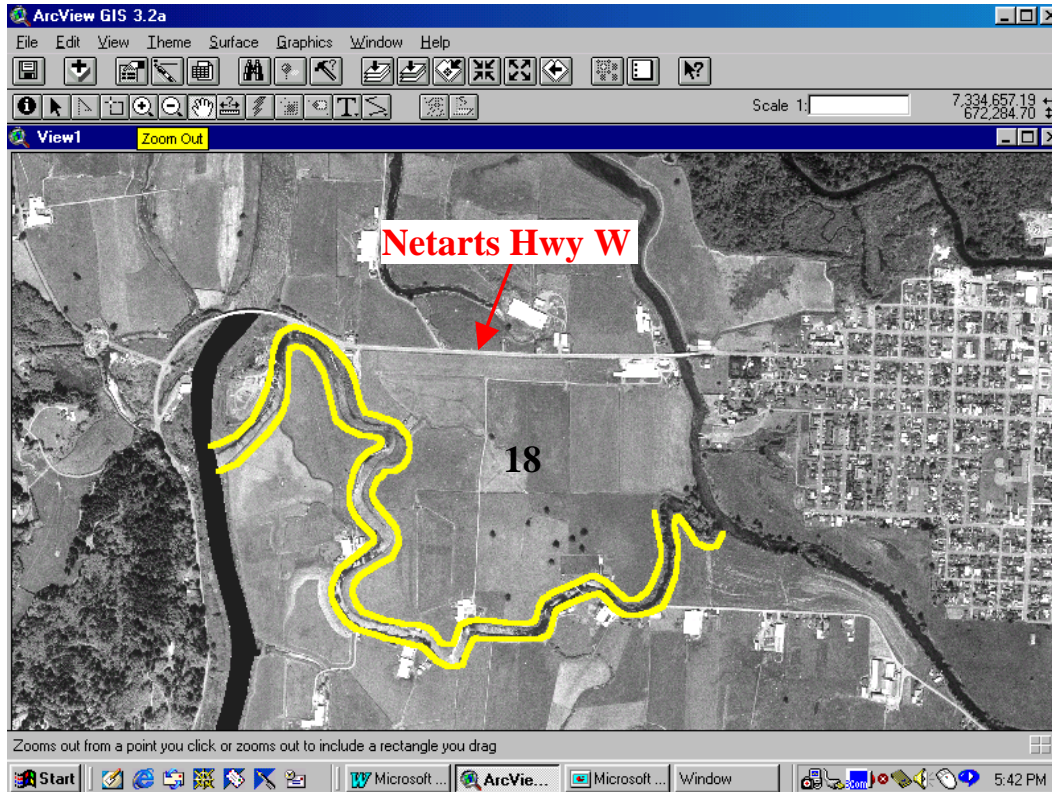 ArcView GIS 3.2a
File Edit View Theme Surface Graphics Window Help
Scale 1:
7,334,657.19
672,284.70
View1
Zoom Out
Netarts Hwy W
18
Zooms out from a point you click or zooms out to include a rectangle you drag
Start Microsoft ... ArcVie... Microsoft ... Window 3Com 5:42 PM